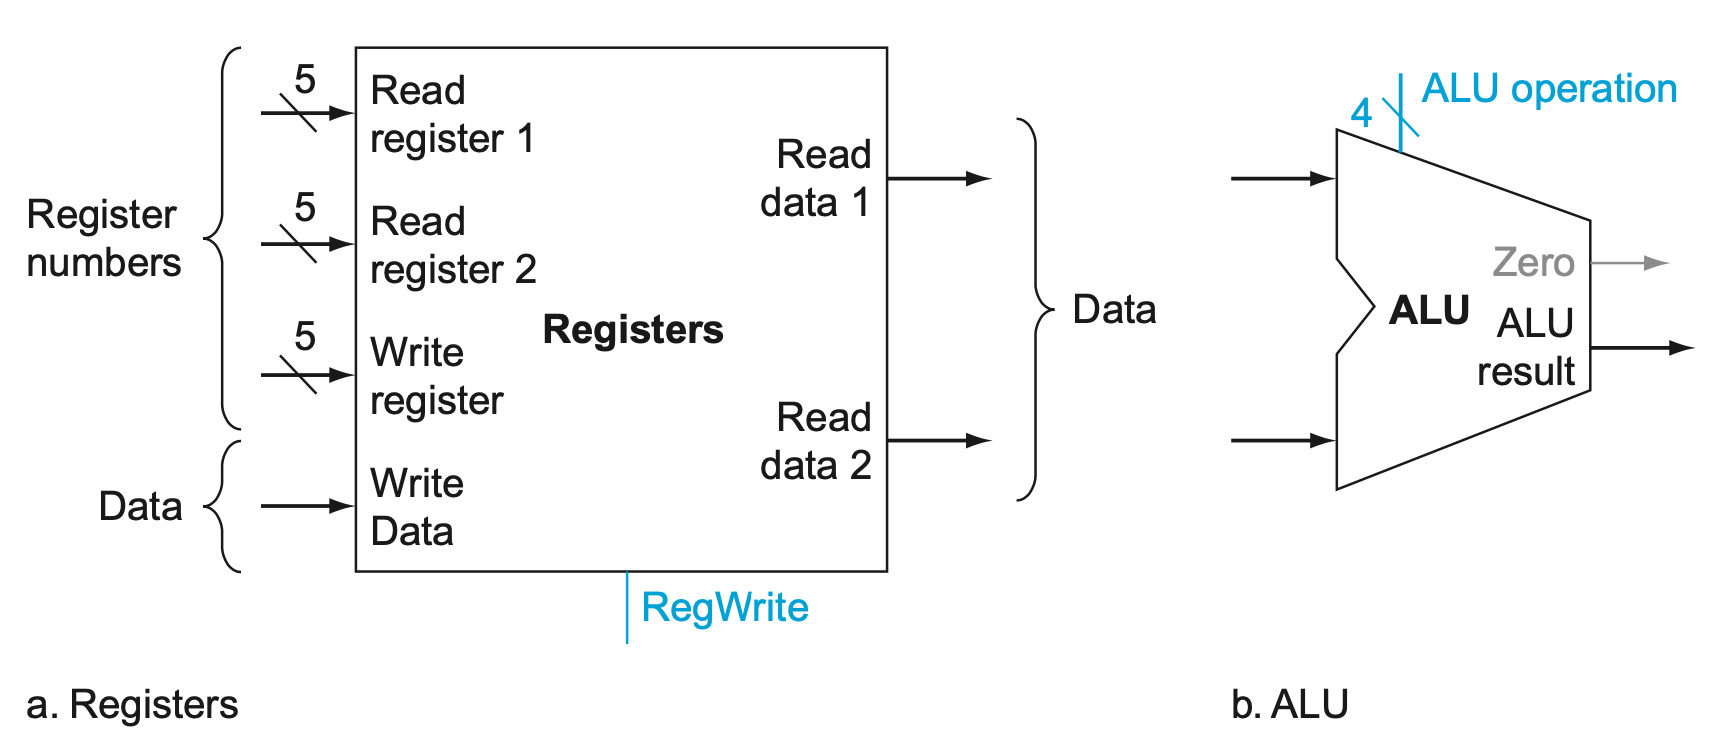 5
Read
register 1
5
Read
register 2
5
Write
register
Write
Data
Register
numbers
Data
Registers
Read
data 1
Read
data 2
Data
RegWrite
a. Registers
4
ALU operation
Zero
ALU
ALU
result
b. ALU